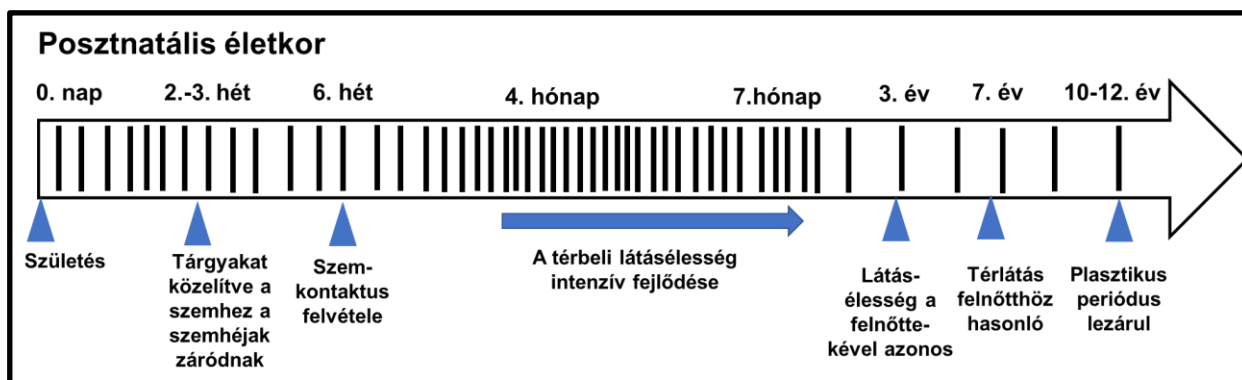 Posztnatális életkor
0. nap
2.-3. hét
6. hét
4. hónap
7.hónap
3. év
7. év
10-12. év
Születés
Tárgyakat
közelítve a
szemhez a
szemhéjak
záródnak
Szem-
kontaktus
felvétele
A térbeli látásélesség
intenzív fejlődése
Látás-
élesség a
felnőtte-
kével azonos
Térlátás
felnőtthöz
hasonló
Plasztikus
periódus
lezárul